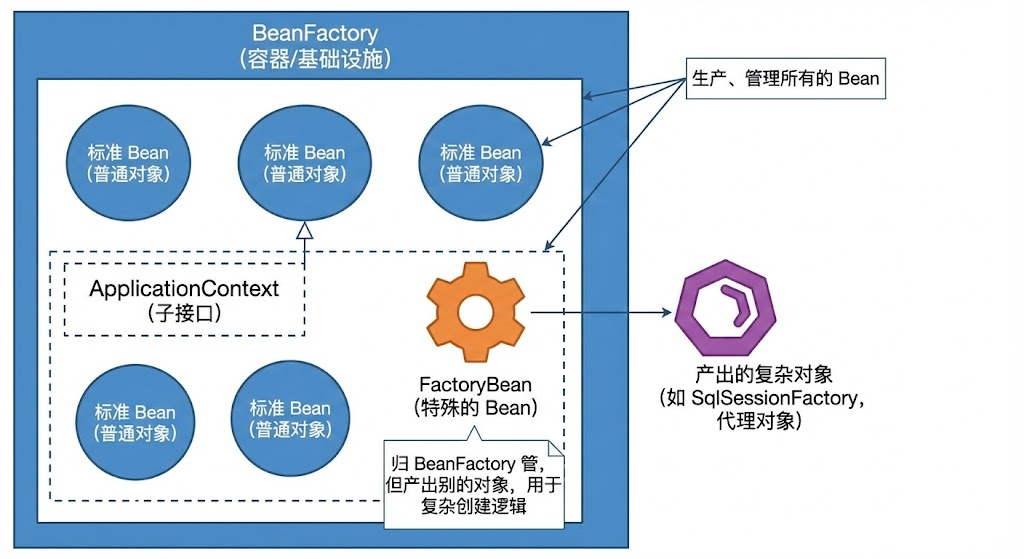 BeanFactory
（容器/基础设施）
生产、管理所有的 Bean
标准 Bean
（普通对象）
标准 Bean
（普通对象）
标准 Bean
（普通对象）
ApplicationContext
（子接口）
FactoryBean
（特殊的 Bean）
产出的复杂对象
（如 SqlSessionFactory，
代理对象）
标准 Bean
（普通对象）
标准 Bean
（普通对象）
归 BeanFactory 管，
但产出别的对象，用于
复杂创建逻辑